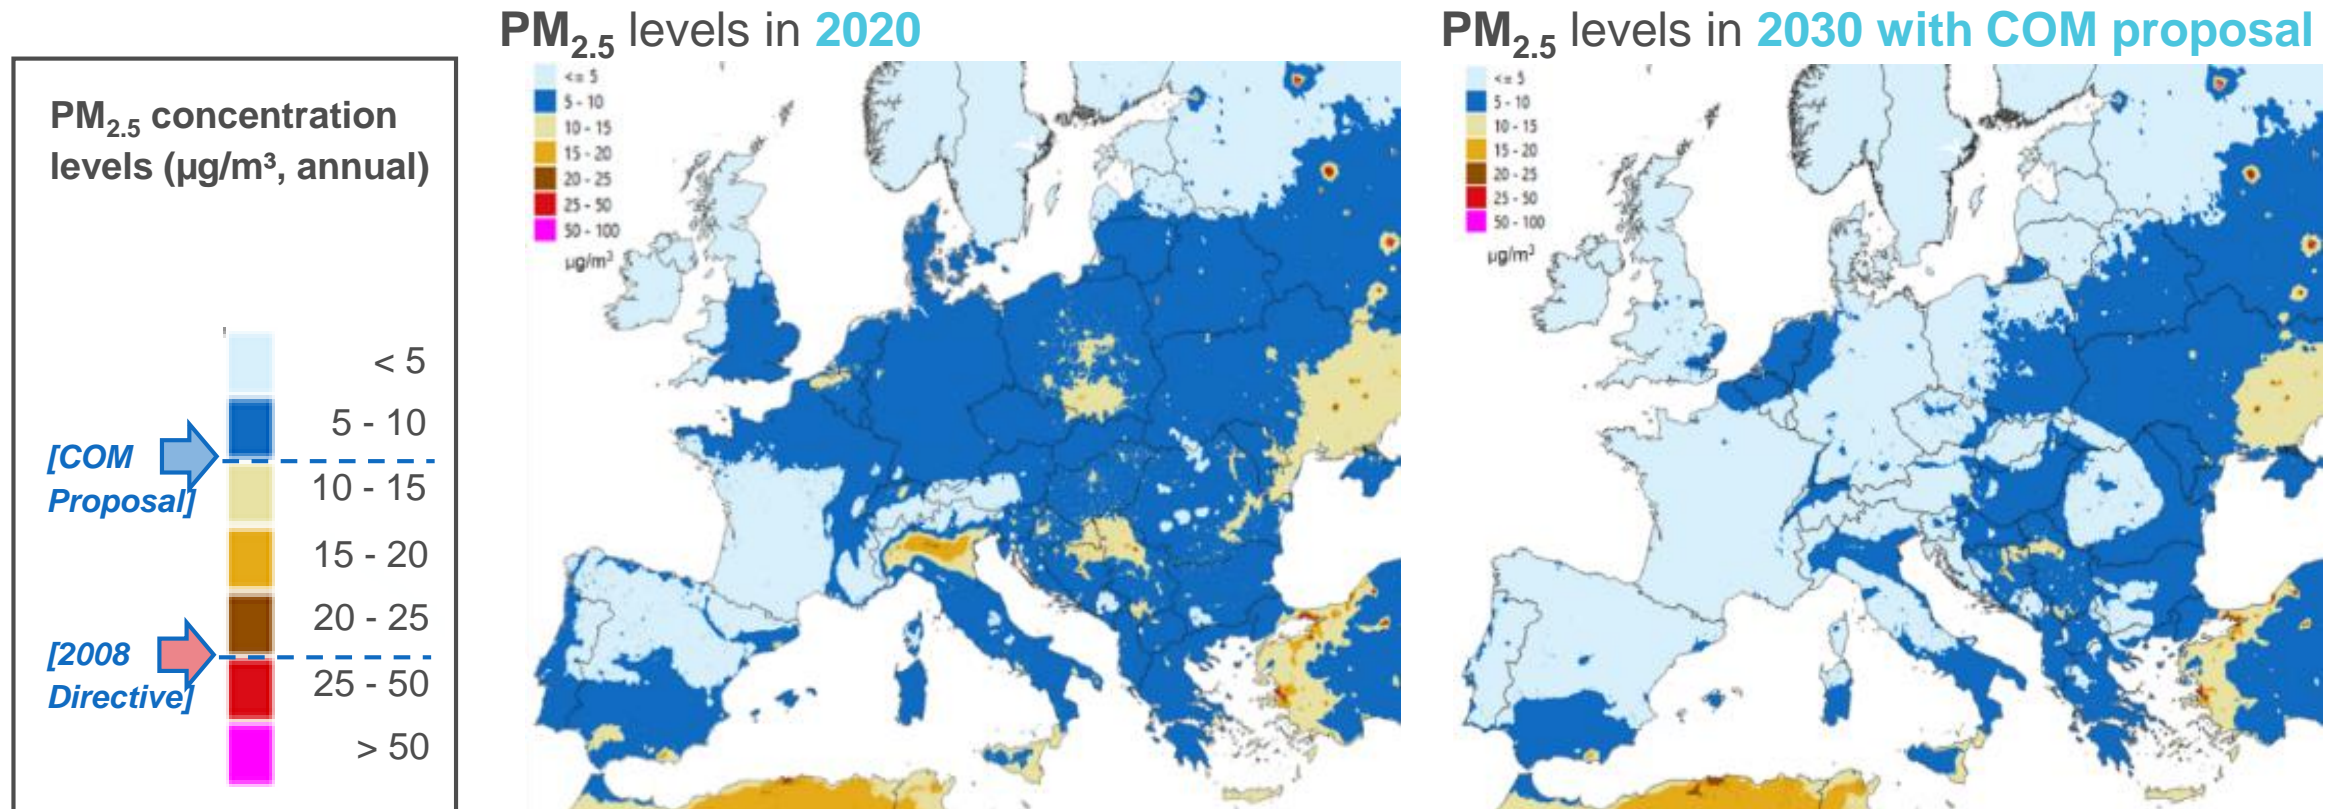 PM2.5 concentration
levels (µg/m³, annual)
< 5
5 - 10
[COM
Proposal]
10 - 15
15 - 20
20 - 25
[2008
Directive]
25 - 50
> 50
PM2.5 levels in 2020
<= 5
5 - 10
10 - 15
15 - 20
20 - 25
25 - 50
50 - 100
µg/m³
PM2.5 levels in 2030 with COM proposal
<= 5
5 - 10
10 - 15
15 - 20
20 - 25
25 - 50
50 - 100
µg/m³